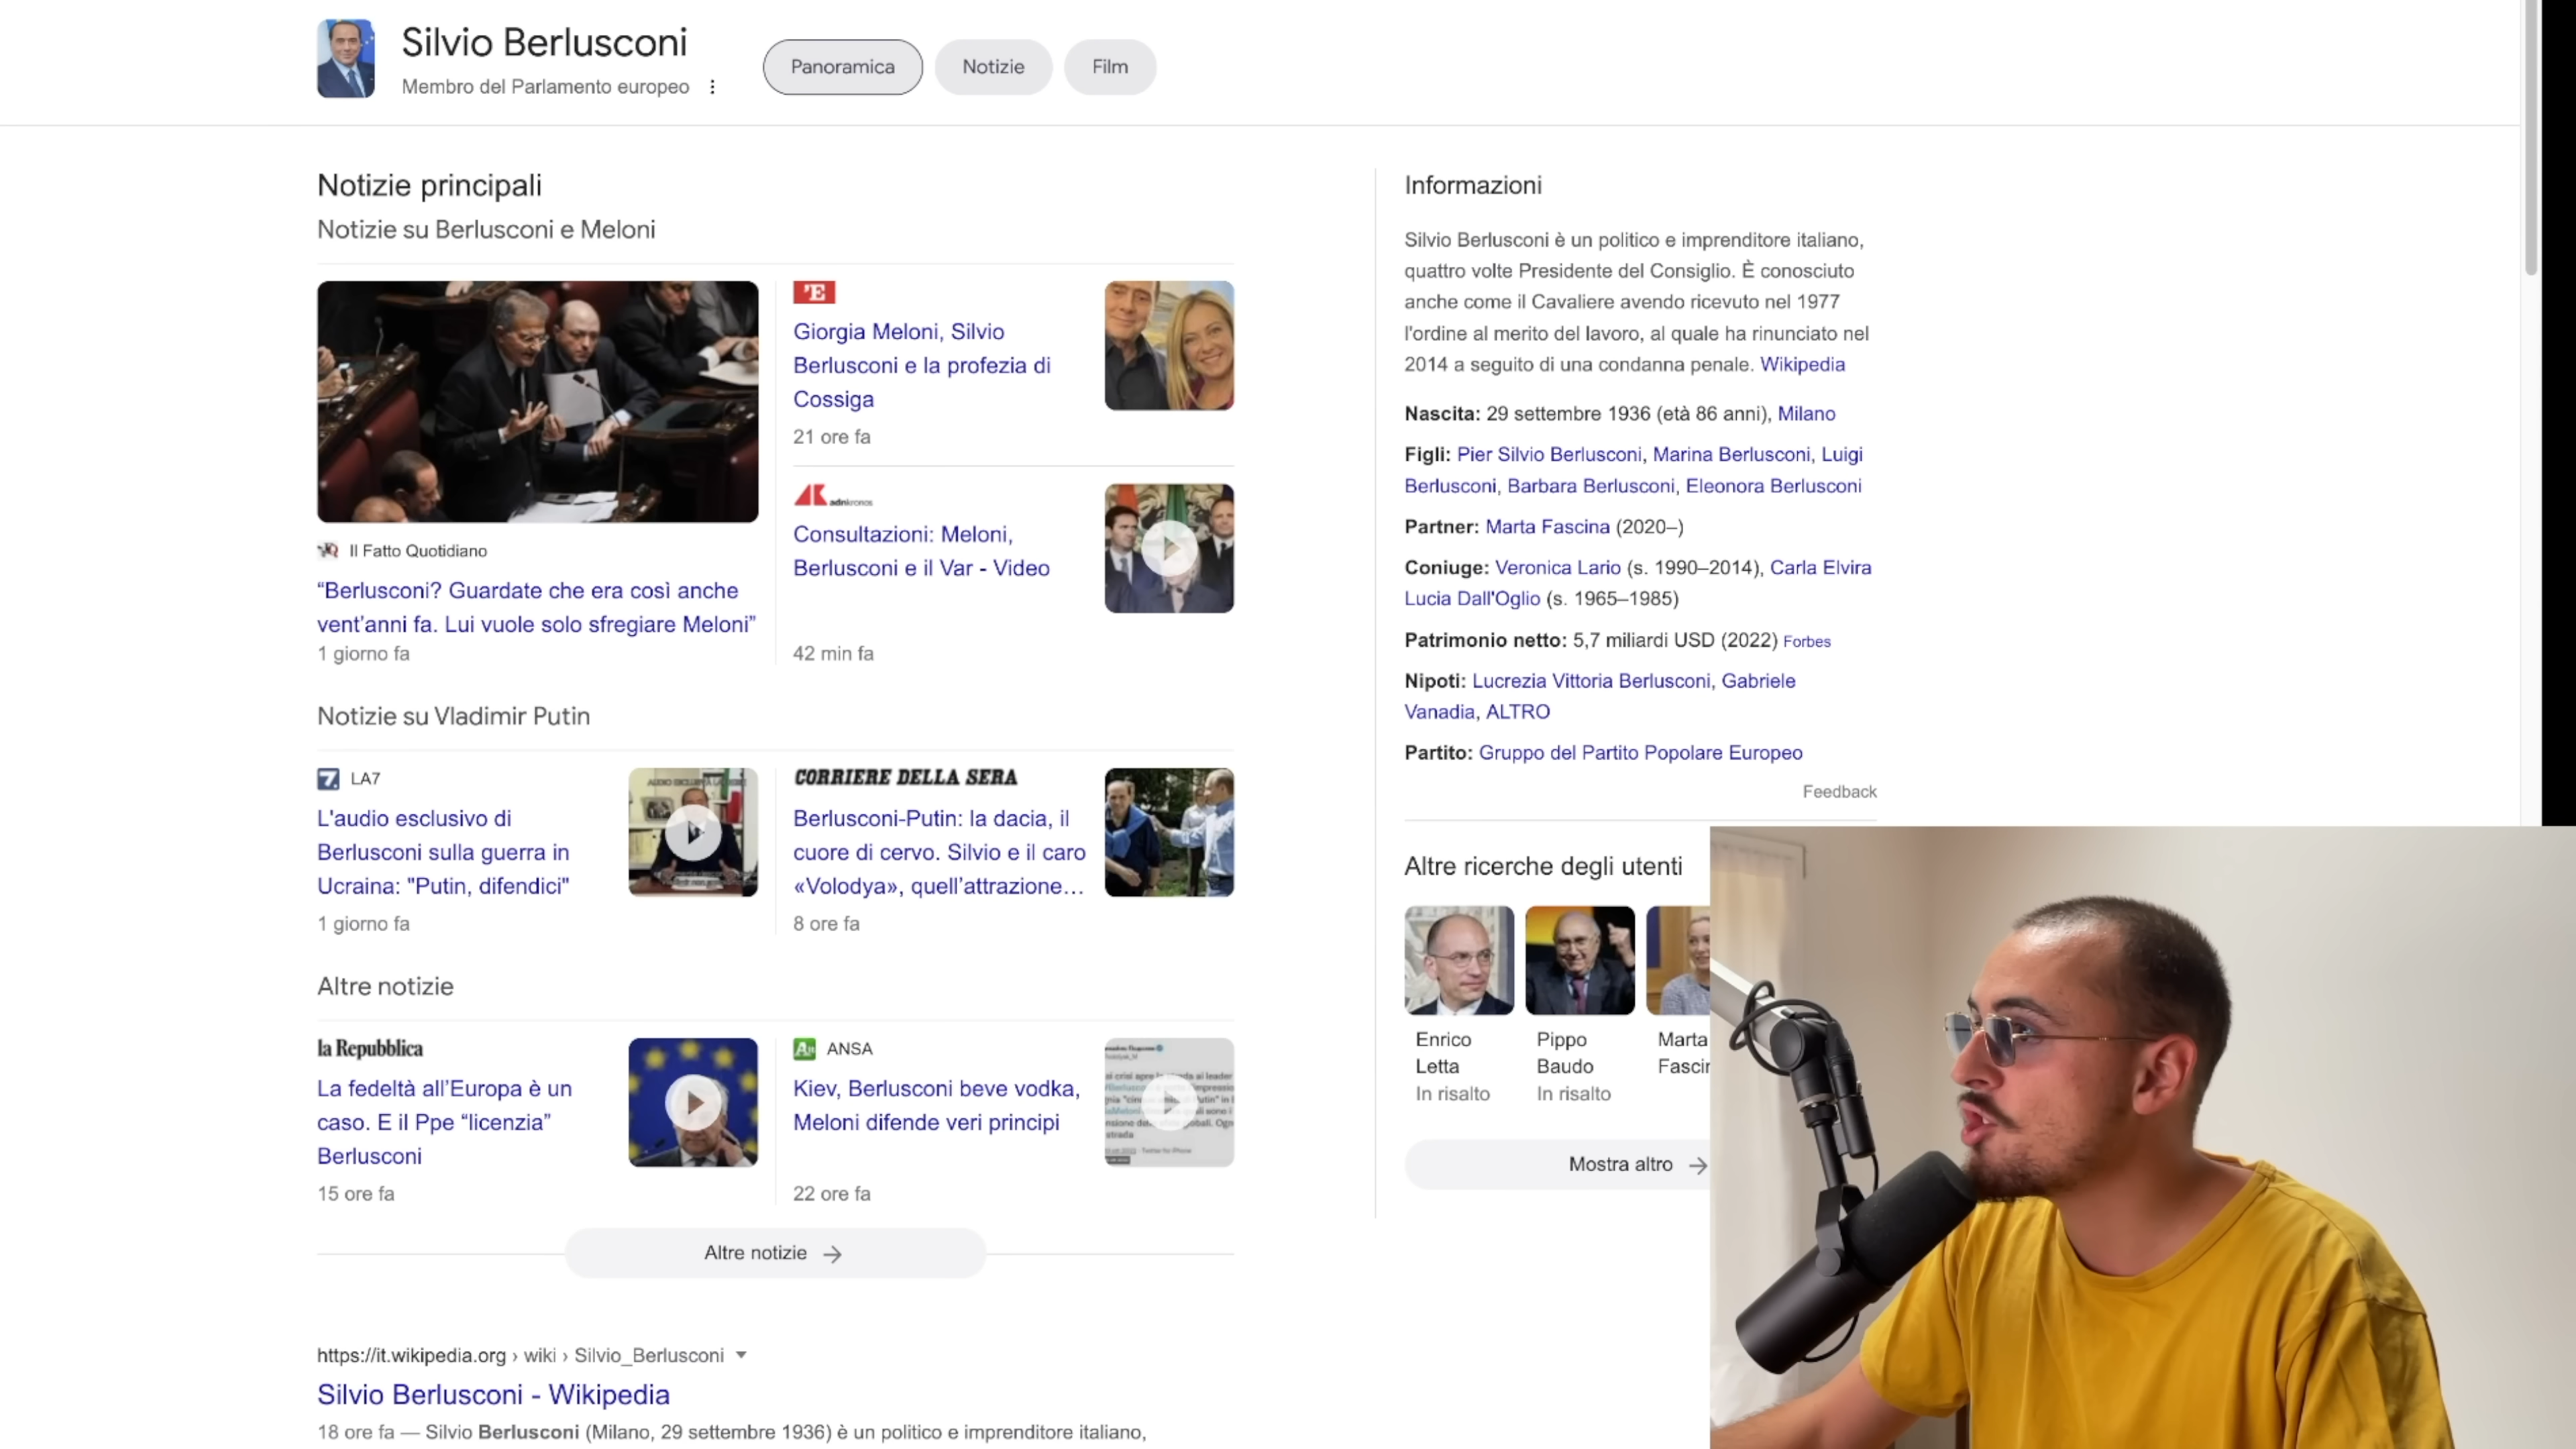 Silvio Berlusconi
Membro del Parlamento europeo
Panoramica
Notizie
Film
Notizie principali
Notizie su Berlusconi e Meloni
Il Fatto Quotidiano
“Berlusconi? Guardate che era così anche
vent’anni fa. Lui vuole solo sfregiare Meloni”
1 giorno fa
'E
Giorgia Meloni, Silvio
Berlusconi e la profezia di
Cossiga
21 ore fa
adnkronos
Consultazioni: Meloni,
Berlusconi e il Var - Video
42 min fa
Notizie su Vladimir Putin
7 LA7
L'audio esclusivo di
Berlusconi sulla guerra in
Ucraina: "Putin, difendici"
1 giorno fa
CORRIERE DELLA SERA
Berlusconi-Putin: la dacia, il
cuore di cervo. Silvio e il caro
«Volodya», quell’attrazione…
8 ore fa
Altre notizie
la Repubblica
La fedeltà all’Europa è un
caso. E il Ppe “licenzia”
Berlusconi
15 ore fa
ANSA
Kiev, Berlusconi beve vodka,
Meloni difende veri principi
22 ore fa
Altre notizie
https://it.wikipedia.org › wiki › Silvio_Berlusconi
Silvio Berlusconi - Wikipedia
18 ore fa — Silvio Berlusconi (Milano, 29 settembre 1936) è un politico e imprenditore italiano,
Informazioni
Silvio Berlusconi è un politico e imprenditore italiano,
quattro volte Presidente del Consiglio. È conosciuto
anche come il Cavaliere avendo ricevuto nel 1977
l'ordine al merito del lavoro, al quale ha rinunciato nel
2014 a seguito di una condanna penale. Wikipedia
Nascita: 29 settembre 1936 (età 86 anni), Milano
Figli: Pier Silvio Berlusconi, Marina Berlusconi, Luigi
Berlusconi, Barbara Berlusconi, Eleonora Berlusconi
Partner: Marta Fascina (2020–)
Coniuge: Veronica Lario (s. 1990–2014), Carla Elvira
Lucia Dall'Oglio (s. 1965–1985)
Patrimonio netto: 5,7 miliardi USD (2022) Forbes
Nipoti: Lucrezia Vittoria Berlusconi, Gabriele
Vanadia, ALTRO
Partito: Gruppo del Partito Popolare Europeo
Feedback
Altre ricerche degli utenti
Enrico
Letta
In risalto
Pippo
Baudo
In risalto
Marta
Mostra altro